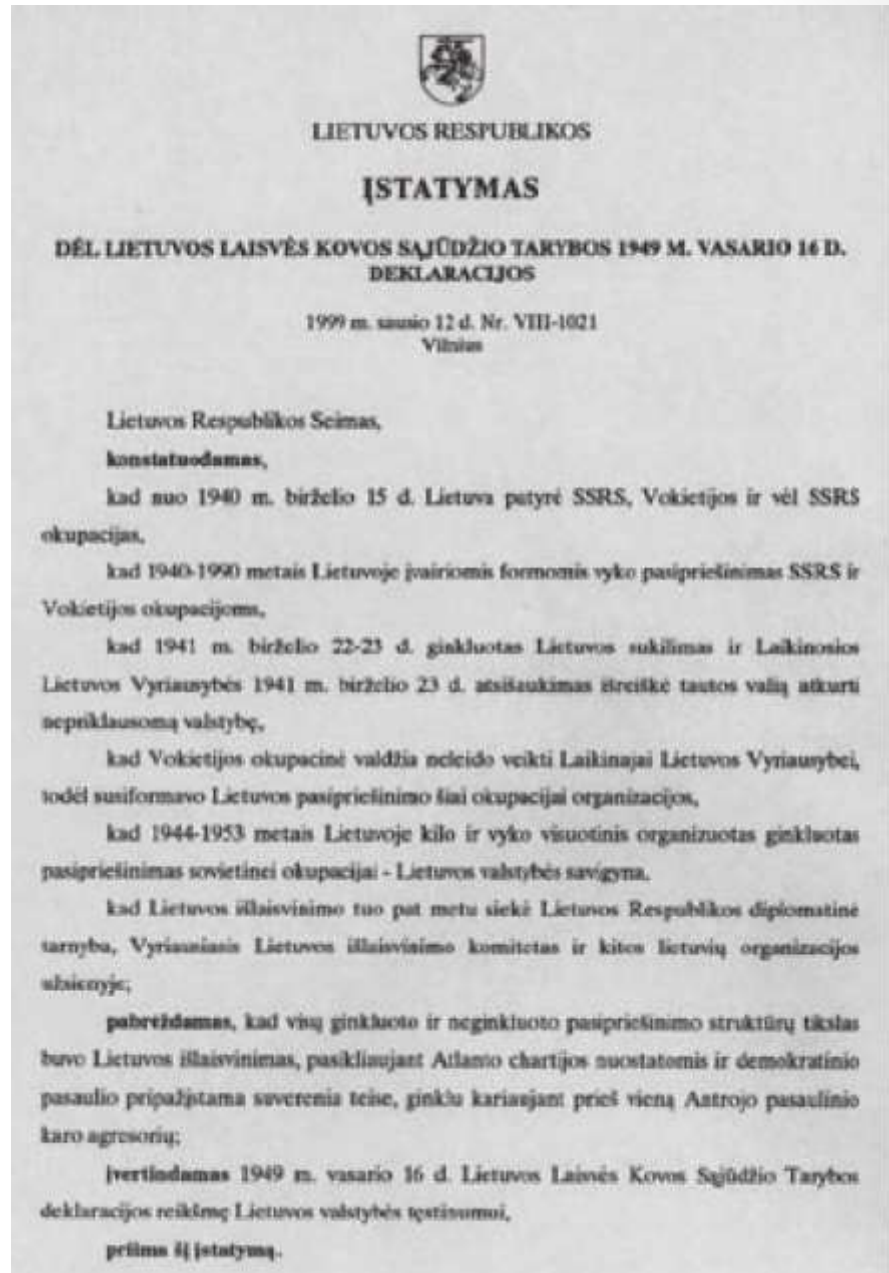 LIETUVOS RESPUBLIKOS
ĮSTATYMAS
DĖL LIETUVOS LAISVĖS KOVOS SĄJŪDŽIO TARYBOS 1949 M. VASARIO 16 D.
DEKLARACIJOS
1999 m. sausio 12 d. Nr. VIII-1021
Vilnius
Lietuvos Respublikos Seimas,
konstatuodamas,
kad nuo 1940 m. birželio 15 d. Lietuva patyrė SSRS, Vokietijos ir vėl SSRS
okupacijas,
kad 1940-1990 metais Lietuvoje įvairiomis formomis vyko pasipriešinimas SSRS ir
Vokietijos okupacijoms,
kad 1941 m. birželio 22-23 d. ginkluotas Lietuvos sukilimas ir Laikinosios
Lietuvos Vyriausybės 1941 m. birželio 23 d. atsišaukimas išreiškė tautos valią atkurti
nepriklausomą valstybę,
kad Vokietijos okupacinė valdžia neleido veikti Laikinajai Lietuvos Vyriausybei,
todėl susiformavo Lietuvos pasipriešinimo šiai okupacijai organizacijos,
kad 1944-1953 metais Lietuvoje kilo ir vyko visuotinis organizuotas ginkluotas
pasipriešinimas sovietinei okupacijai - Lietuvos valstybės savigyna,
kad Lietuvos išlaisvinimo tuo pat metu siekė Lietuvos Respublikos diplomatinė
tarnyba, Vyriausiasis Lietuvos išlaisvinimo komitetas ir kitos lietuvių organizacijos
užsienyje;
pabrėždamas, kad visų ginkluoto ir neginkluoto pasipriešinimo struktūrų tikslas
buvo Lietuvos išlaisvinimas, pasikliaujant Atlanto chartijos nuostatomis ir demokratinio
pasaulio pripažįstama suverenia teise, ginklu kariaujant prieš vieną Antrojo pasaulinio
karo agresorių;
įvertindamas 1949 m. vasario 16 d. Lietuvos Laisvės Kovos Sąjūdžio Tarybos
deklaracijos reikšmę Lietuvos valstybės tęstinumui,
priima šį įstatymą.